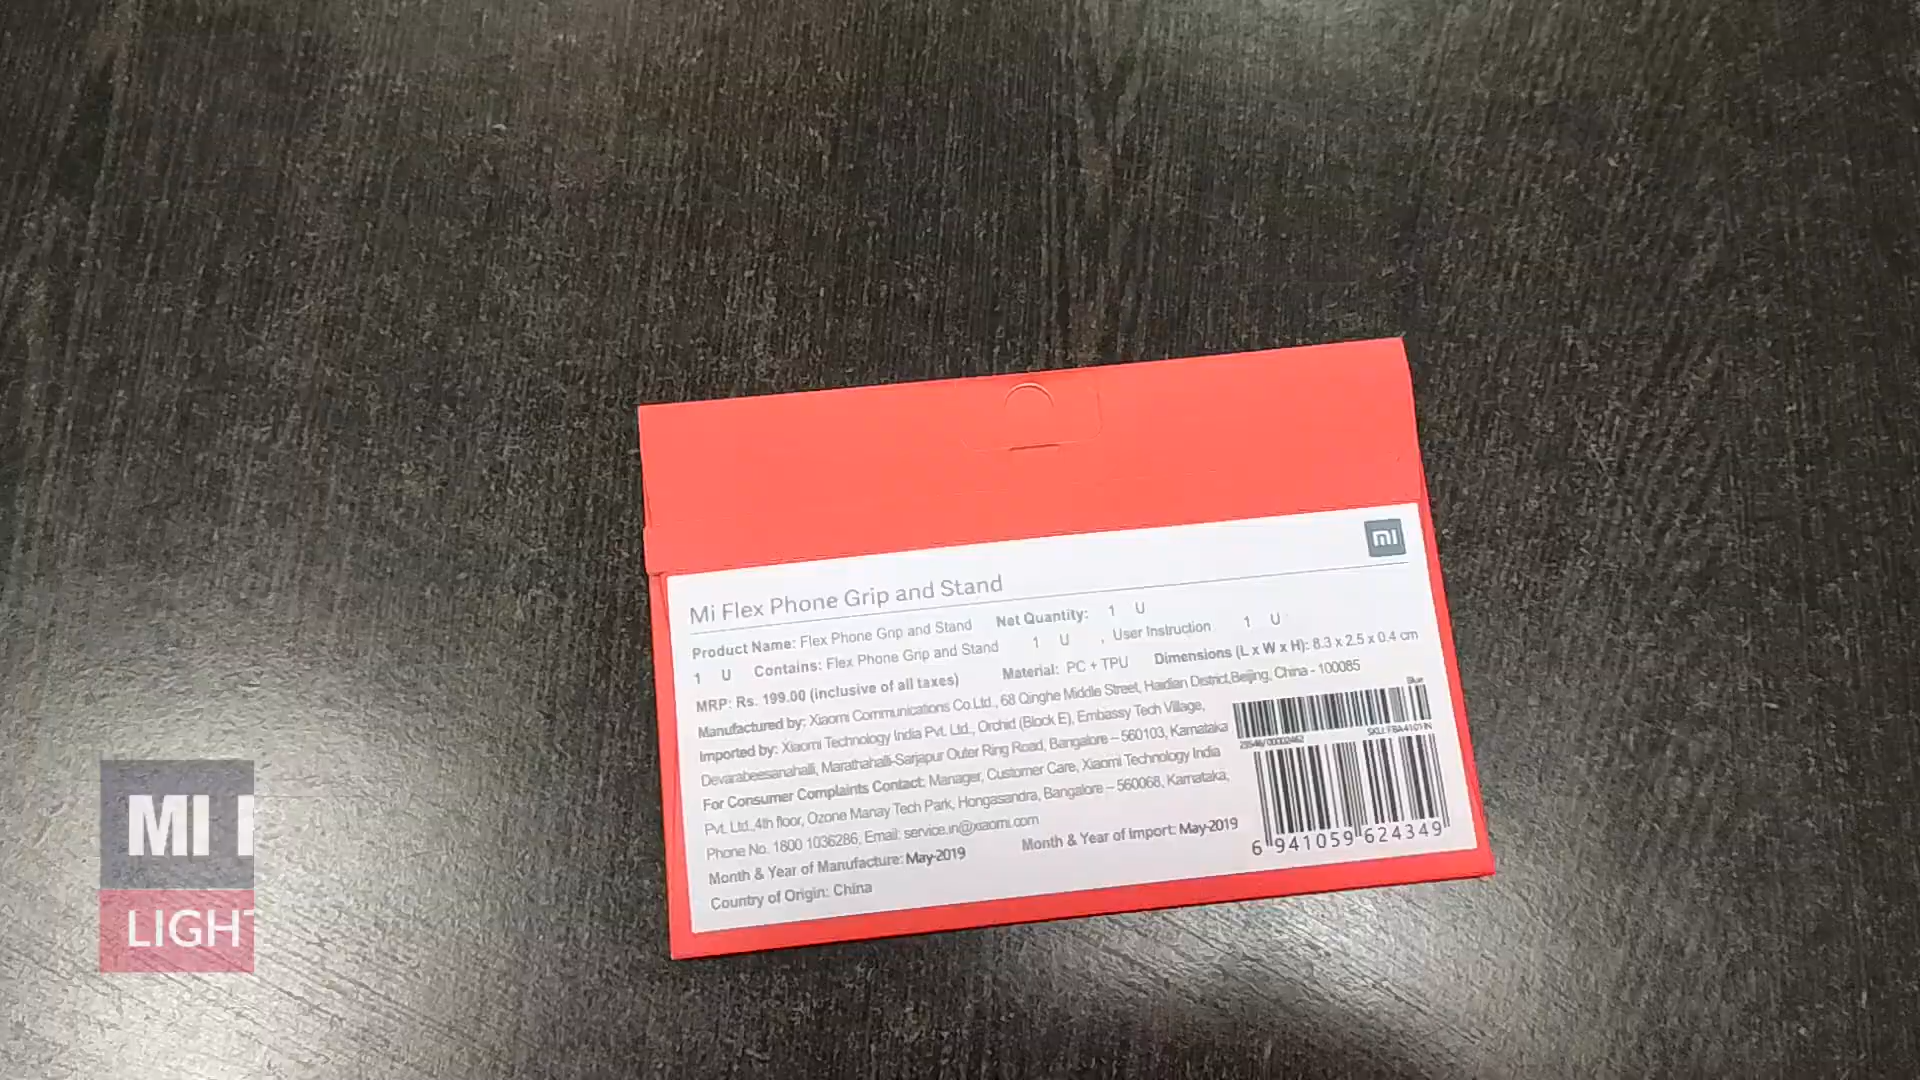 mi
Mi Flex Phone Grip and Stand
Product Name: Flex Phone Grip and Stand Net Quantity: 1 U
1 U Contains: Flex Phone Grip and Stand 1 U , User Instruction 1 U
MRP: Rs. 199.00 (inclusive of all taxes) Material: PC + TPU Dimensions (L x W x H): 8.3 x 2.5 x 0.4 cm
Manufactured by: Xiaomi Communications Co.Ltd., 68 Qinghe Middle Street, Haidian District,Beijing, China - 100085
Imported by: Xiaomi Technology India Pvt. Ltd., Orchid (Block E), Embassy Tech Village,
Devarabeesanahalli, Marathahalli-Sarjapur Outer Ring Road, Bangalore – 560103, Karnataka
For Consumer Complaints Contact: Manager, Customer Care, Xiaomi Technology India
Pvt. Ltd.,4th floor, Ozone Manay Tech Park, Hongasandra, Bangalore – 560068, Karnataka,
Phone No. 1800 1036286, Email: service.in@xiaomi.com
Month & Year of Manufacture: May-2019 Month & Year of Import: May-2019
Country of Origin: China
Blue
23546/00002462 SKU: FBA4101IN
6 941059 624349
MI
LIGHT